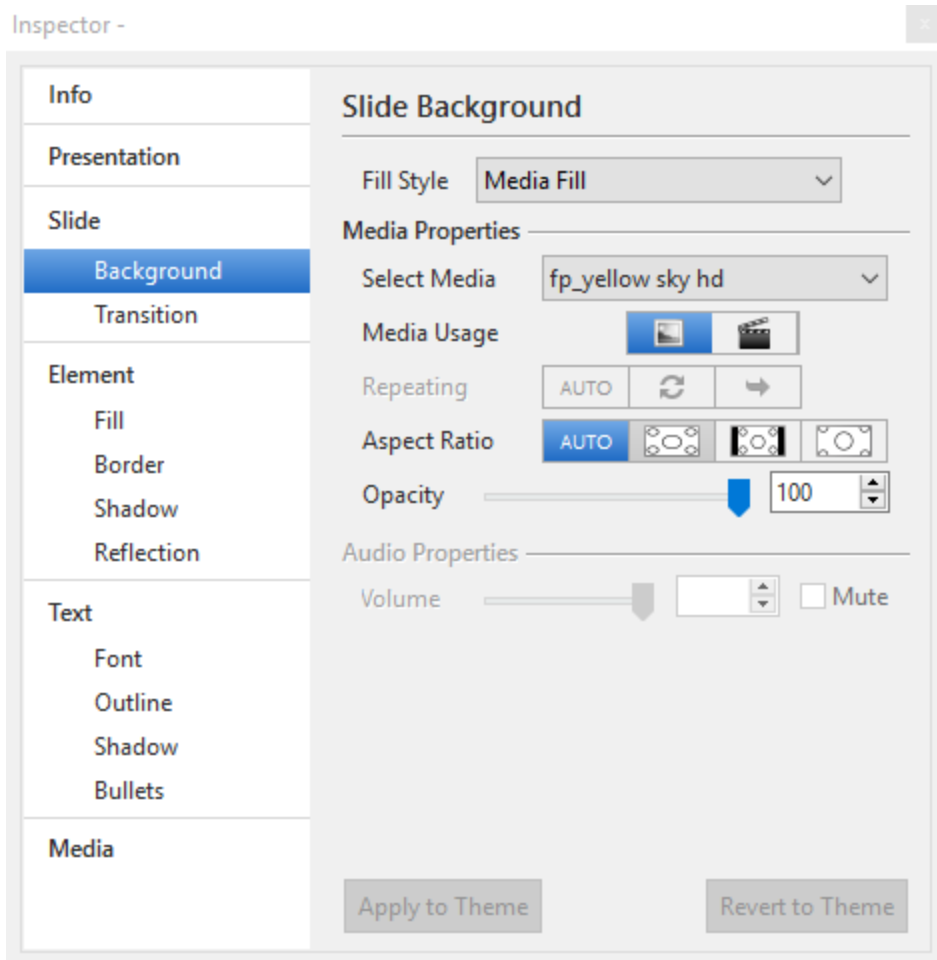 Inspector -
x
Info
Presentation
Slide
Background
Transition
Element
Fill
Border
Shadow
Reflection
Text
Font
Outline
Shadow
Bullets
Media
Slide Background
Fill Style Media Fill
Media Properties
Select Media fp_yellow sky hd
Media Usage
Repeating AUTO
Aspect Ratio AUTO
Opacity 100
Audio Properties
Volume Mute
Apply to Theme Revert to Theme